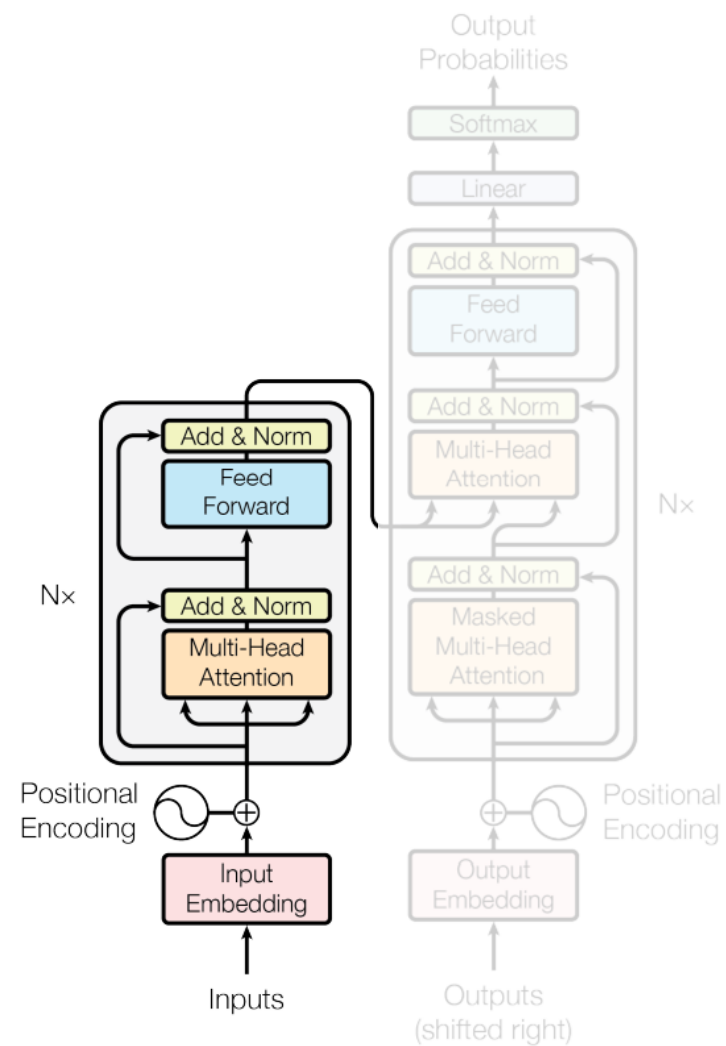 Output
Probabilities
Softmax
Linear
Add & Norm
Feed
Forward
Add & Norm
Multi-Head
Attention
Nx
Add & Norm
Masked
Multi-Head
Attention
Positional
Encoding
Output
Embedding
Outputs
(shifted right)
Add & Norm
Feed
Forward
Nx
Add & Norm
Multi-Head
Attention
Positional
Encoding
Input
Embedding
Inputs